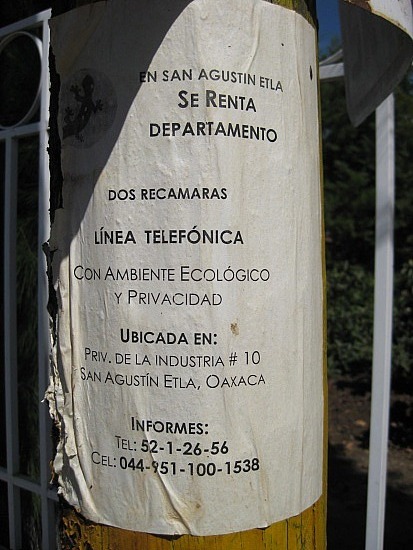 EN SAN AGUSTIN ETLA
SE RENTA
DEPARTAMENTO
DOS RECAMARAS
LÍNEA TELEFÓNICA
CON AMBIENTE ECOLÓGICO
Y PRIVACIDAD
UBICADA EN:
PRIV. DE LA INDUSTRIA # 10
SAN AGUSTÍN ETLA, OAXACA
INFORMES:
TEL: 52-1-26-56
CEL: 044-951-100-1538